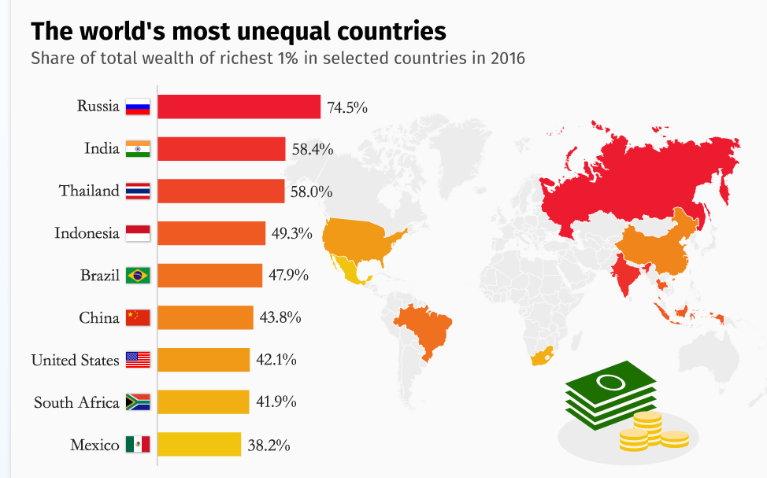 The world's most unequal countries
Share of total wealth of richest 1% in selected countries in 2016
Russia 74.5%
India 58.4%
Thailand 58.0%
Indonesia 49.3%
Brazil 47.9%
China 43.8%
United States 42.1%
South Africa 41.9%
Mexico 38.2%